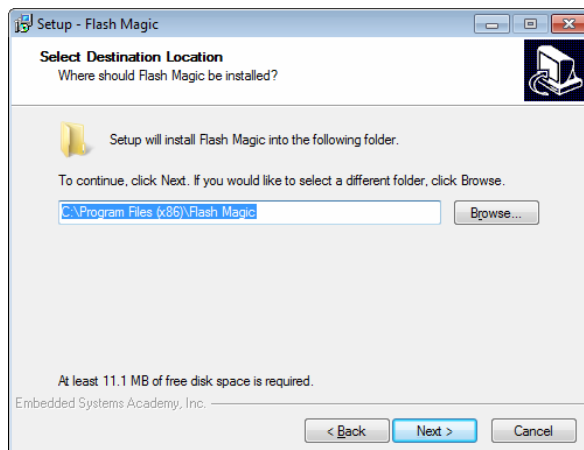 Setup - Flash Magic
Select Destination Location
Where should Flash Magic be installed?
Setup will install Flash Magic into the following folder.
To continue, click Next. If you would like to select a different folder, click Browse.
C:\Program Files (x86)\Flash Magic
Browse...
At least 11.1 MB of free disk space is required.
Embedded Systems Academy, Inc.
< Back Next > Cancel